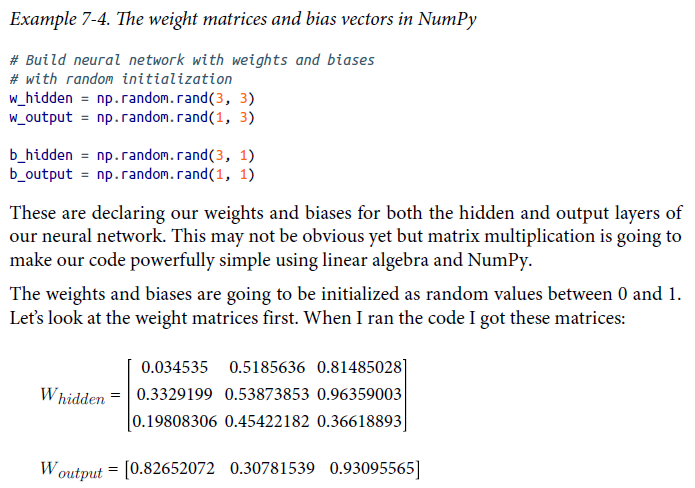 Example 7-4. The weight matrices and bias vectors in NumPy
# Build neural network with weights and biases
# with random initialization
w_hidden = np.random.rand(3, 3)
w_output = np.random.rand(1, 3)
b_hidden = np.random.rand(3, 1)
b_output = np.random.rand(1, 1)
These are declaring our weights and biases for both the hidden and output layers of
our neural network. This may not be obvious yet but matrix multiplication is going to
make our code powerfully simple using linear algebra and NumPy.
The weights and biases are going to be initialized as random values between 0 and 1.
Let’s look at the weight matrices first. When I ran the code I got these matrices:
0.034535 0.5185636 0.81485028
W hidden = 0.3329199 0.53873853 0.96359003
0.19808306 0.45422182 0.36618893
W output = [0.82652072 0.30781539 0.93095565]